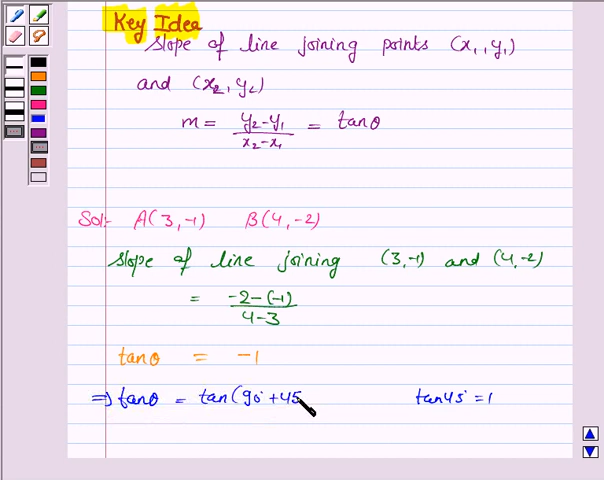 Key Idea
Slope of line joining points (x₁, y₁)
and (x₂, y₂)
m = y₂-y₁ / x₂-x₁ = tanθ
Sol:- A(3,-1) B(4,-2)
Slope of line joining (3,-1) and (4,-2)
= -2-(-1) / 4-3
tanθ = -1
⇒ tanθ = tan(90° + 45 tan45° = 1